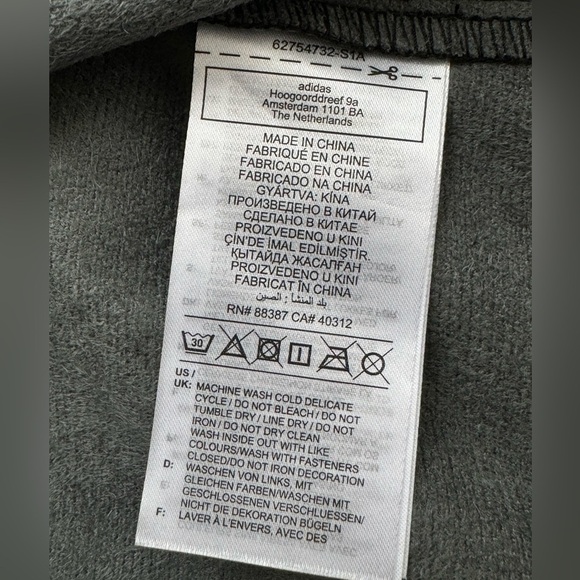 62754732-S1A
adidas
Hoogoorddreef 9a
Amsterdam 1101 BA
The Netherlands
MADE IN CHINA
FABRIQUÉ EN CHINE
FABRICADO EN CHINA
FABRICADO NA CHINA
GYÁRTVA: KÍNA
ПРОИЗВЕДЕНО В КИТАЙ
СДЕЛАНО В КИТАЕ
PROIZVEDENO U KINI
ÇİN'DE İMAL EDİLMİŞTİR.
ҚЫТАЙДА ЖАСАЛҒАН
PROIZVEDENO U KINI
FABRICAT ÎN CHINA
بلد المنشأ : الصين
RN# 88387 CA# 40312
30
US /
UK: MACHINE WASH COLD DELICATE
CYCLE / DO NOT BLEACH / DO NOT
TUMBLE DRY / LINE DRY / DO NOT
IRON / DO NOT DRY CLEAN
WASH INSIDE OUT WITH LIKE
COLOURS/WASH WITH FASTENERS
CLOSED/DO NOT IRON DECORATION
D: WASCHEN VON LINKS, MIT
GLEICHEN FARBEN/WASCHEN MIT
GESCHLOSSENEN VERSCHLUESSEN/
NICHT DIE DEKORATION BÜGELN
F: LAVER À L'ENVERS, AVEC DES